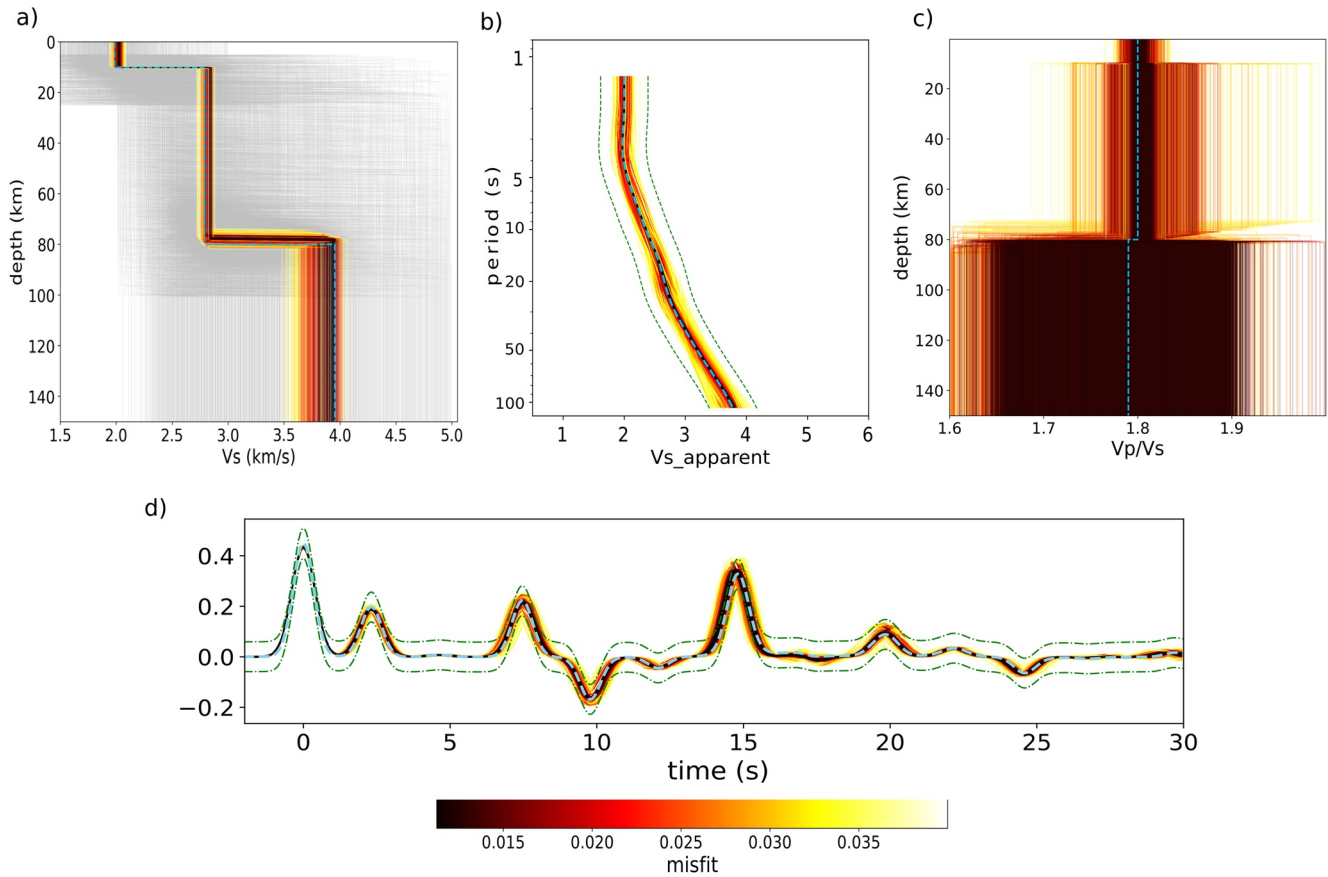 a)
0
20
40
60
80
100
120
140
depth (km)
1.5 2.0 2.5 3.0 3.5 4.0 4.5 5.0
Vs (km/s)
b)
1
5
10
20
50
100
period (s)
1 2 3 4 5 6
Vs_apparent
c)
20
40
60
80
100
120
140
depth (km)
1.6 1.7 1.8 1.9
Vp/Vs
d)
0.4
0.2
0.0
−0.2
0 5 10 15 20 25 30
time (s)
0.015 0.020 0.025 0.030 0.035
misfit